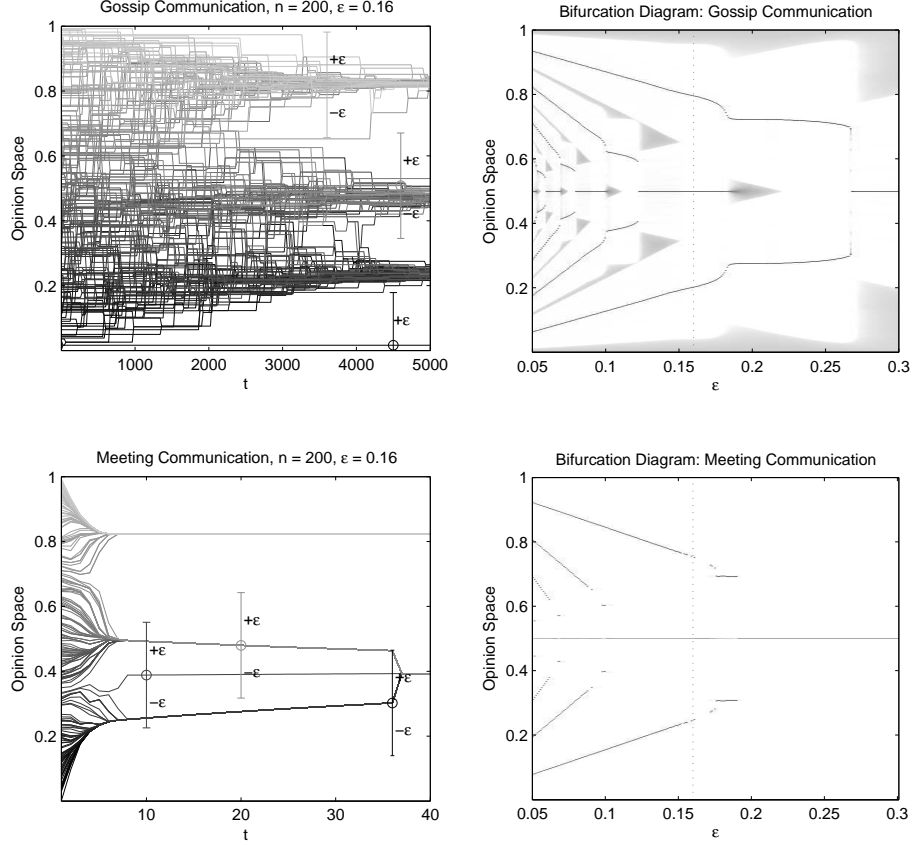 Gossip Communication, n = 200, ε = 0.16
1
0.8
0.6
0.4
0.2
Opinion Space
+ε
−ε
+ε
−ε
+ε
1000 2000 3000 4000 5000
t
Bifurcation Diagram: Gossip Communication
1
0.8
0.6
0.4
0.2
Opinion Space
0.05 0.1 0.15 0.2 0.25 0.3
ε
Meeting Communication, n = 200, ε = 0.16
1
0.8
0.6
0.4
0.2
Opinion Space
+ε
+ε
−ε
+ε
−ε
−ε
10 20 30 40
t
Bifurcation Diagram: Meeting Communication
1
0.8
0.6
0.4
0.2
Opinion Space
0.05 0.1 0.15 0.2 0.25 0.3
ε